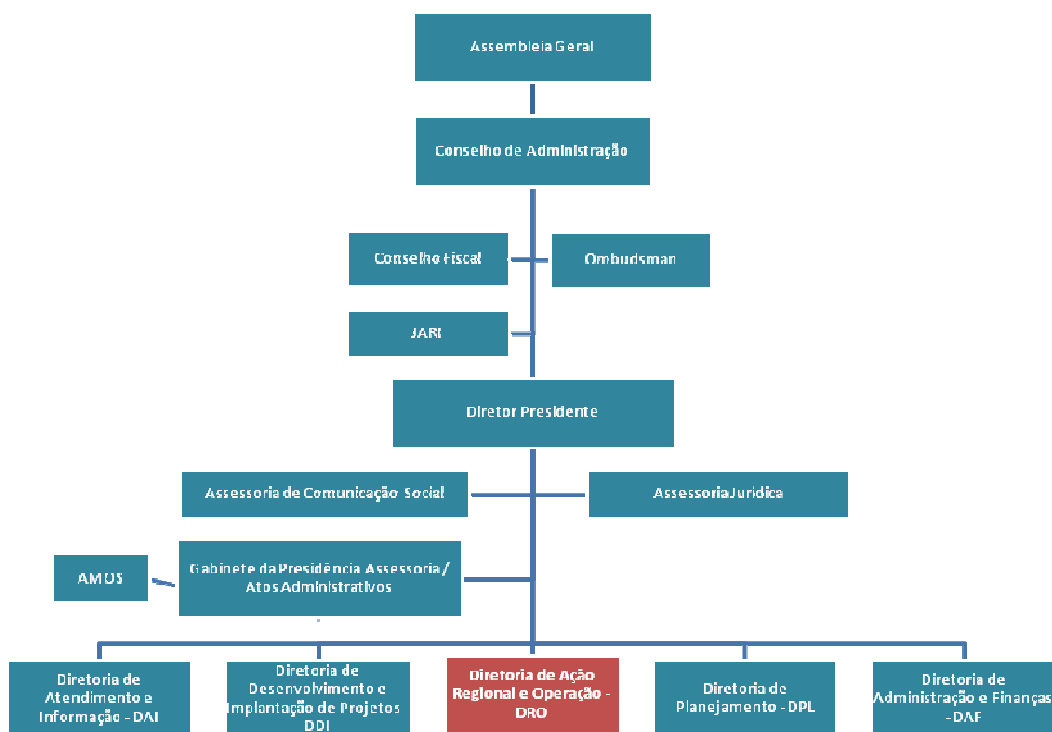 Assembleia Geral
Conselho de Administração
Conselho Fiscal
Ombudsman
JARI
Diretor Presidente
Assessoria de Comunicação Social
Assessoria Jurídica
AMOS
Gabinete da Presidência Assessoria /
Atos Administrativos
Diretoria de
Atendimento e
Informação - DAI
Diretoria de
Desenvolvimento e
Implantação de Projetos
DDI
Diretoria de Ação
Regional e Operação -
DRO
Diretoria de
Planejamento - DPL
Diretoria de
Administração e Finanças
- DAF